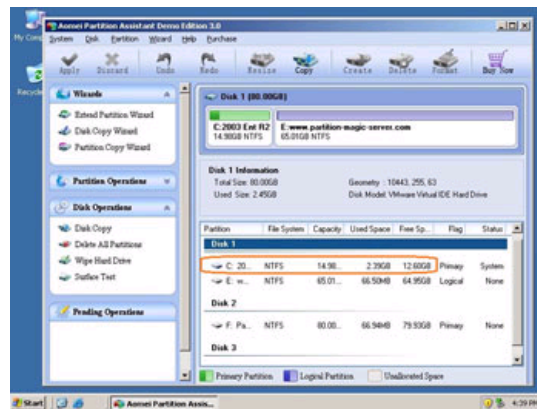 My Comp
Recycle
Aomei Partition Assistant Demo Edition 3.0
System Disk Partition Wizard Help Purchase
Apply Discard Undo Redo Resize Copy Create Delete Format Buy Now
Wizards
Extend Partition Wizard
Disk Copy Wizard
Partition Copy Wizard
Partition Operations
Disk Operations
Disk Copy
Delete All Partitions
Wipe Hard Drive
Surface Test
Pending Operations
Disk 1 (80.00GB)
C:2003 Ent R2
14.98GB NTFS
E:www.partition-magic-server.com
65.01GB NTFS
Disk 1 Information
Total Size: 80.00GB Geometry : 10443, 255, 63
Used Size: 2.45GB Disk Model: VMware Virtual IDE Hard Drive
Partition File System Capacity Used Space Free Sp... Flag Status
Disk 1
C: 20... NTFS 14.98... 2.39GB 12.60GB Primary System
E: w... NTFS 65.01... 66.50MB 64.95GB Logical None
Disk 2
F: Pa... NTFS 80.00... 66.94MB 79.93GB Primary None
Disk 3
Primary Partition Logical Partition Unallocated Space
Start
Aomei Partition Assis...
4:39 PM